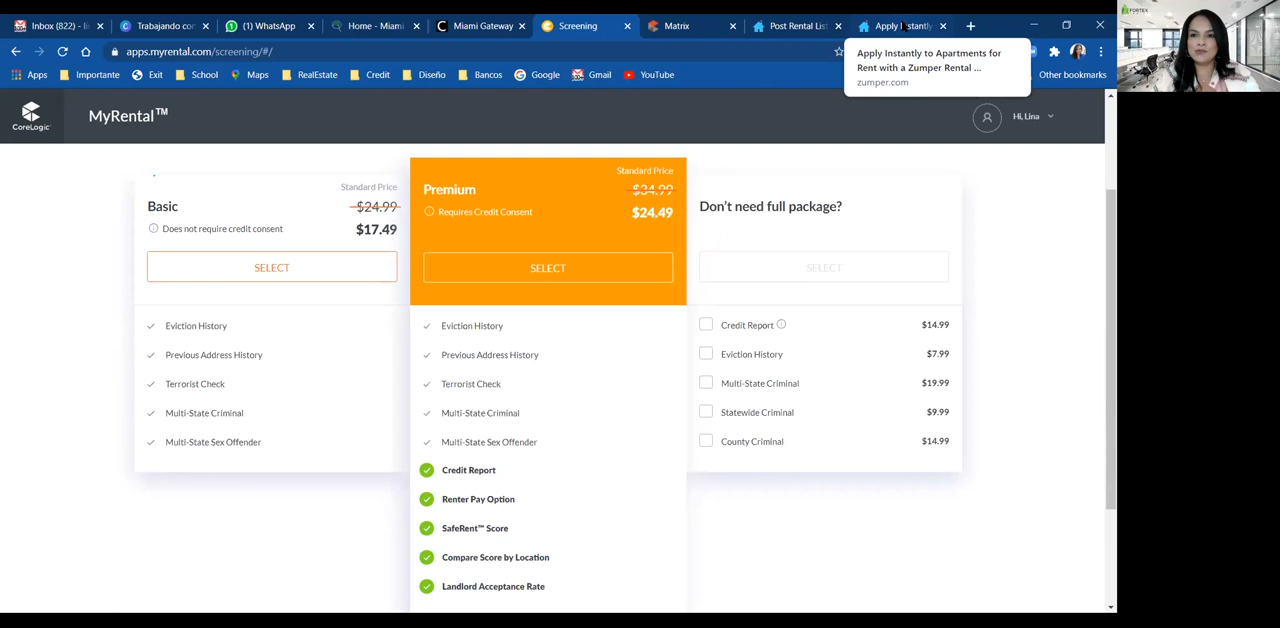 Inbox (822) - li
Trabajando con
(1) WhatsApp
Home - Miami
Miami Gateway
Screening
Matrix
Post Rental List
Apply Instantly
apps.myrental.com/screening/#/
Apply Instantly to Apartments for
Rent with a Zumper Rental ...
zumper.com
Apps
Importante
Exit
School
Maps
RealEstate
Credit
Diseño
Bancos
Google
Gmail
YouTube
Other bookmarks
CoreLogic
MyRental™
Hi, Lina
Standard Price
Basic
$24.99
Does not require credit consent
$17.49
SELECT
Eviction History
Previous Address History
Terrorist Check
Multi-State Criminal
Multi-State Sex Offender
Standard Price
Premium
$34.99
Requires Credit Consent
$24.49
SELECT
Eviction History
Previous Address History
Terrorist Check
Multi-State Criminal
Multi-State Sex Offender
Credit Report
Renter Pay Option
SafeRent™ Score
Compare Score by Location
Landlord Acceptance Rate
Don't need full package?
SELECT
Credit Report $14.99
Eviction History $7.99
Multi-State Criminal $19.99
Statewide Criminal $9.99
County Criminal $14.99
FORTEX